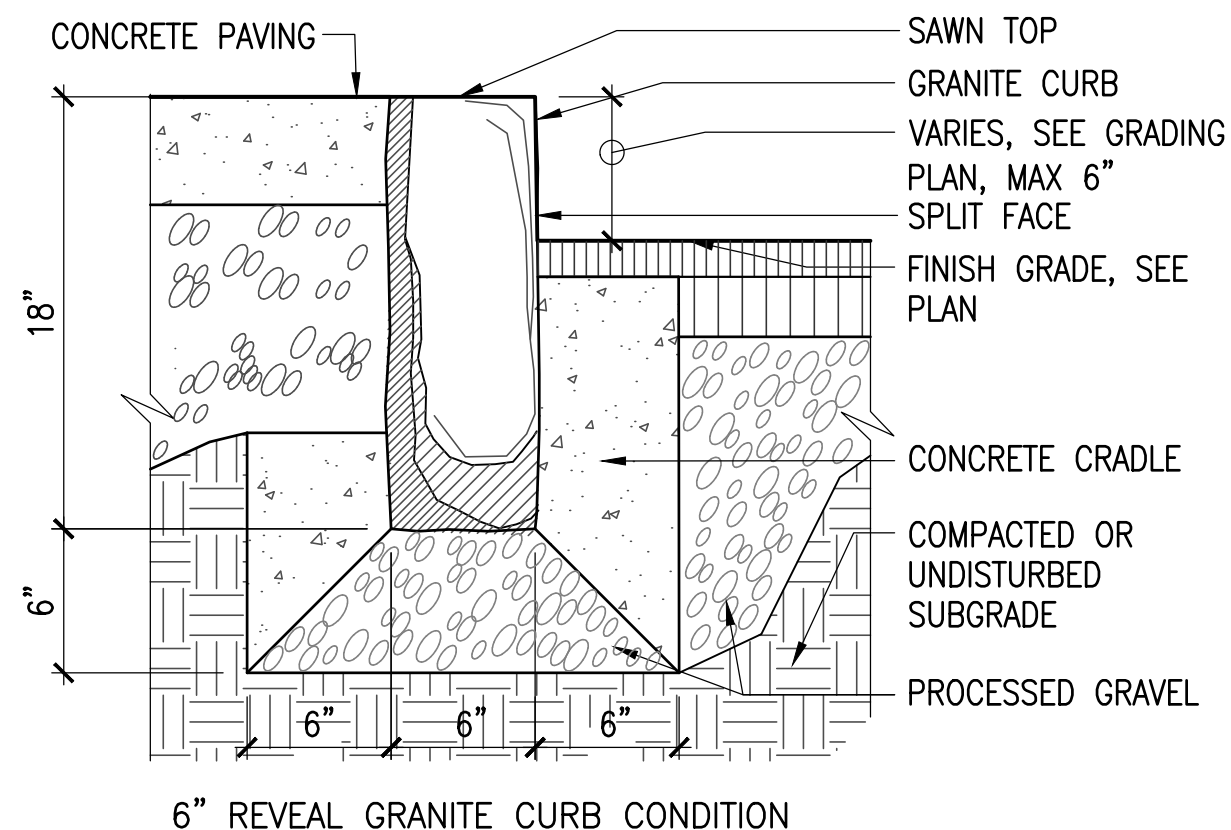 CONCRETE PAVING
SAWN TOP
GRANITE CURB
VARIES, SEE GRADING
PLAN, MAX 6”
SPLIT FACE
FINISH GRADE, SEE
PLAN
18”
CONCRETE CRADLE
COMPACTED OR
UNDISTURBED
SUBGRADE
6”
PROCESSED GRAVEL
6” 6” 6”
6” REVEAL GRANITE CURB CONDITION